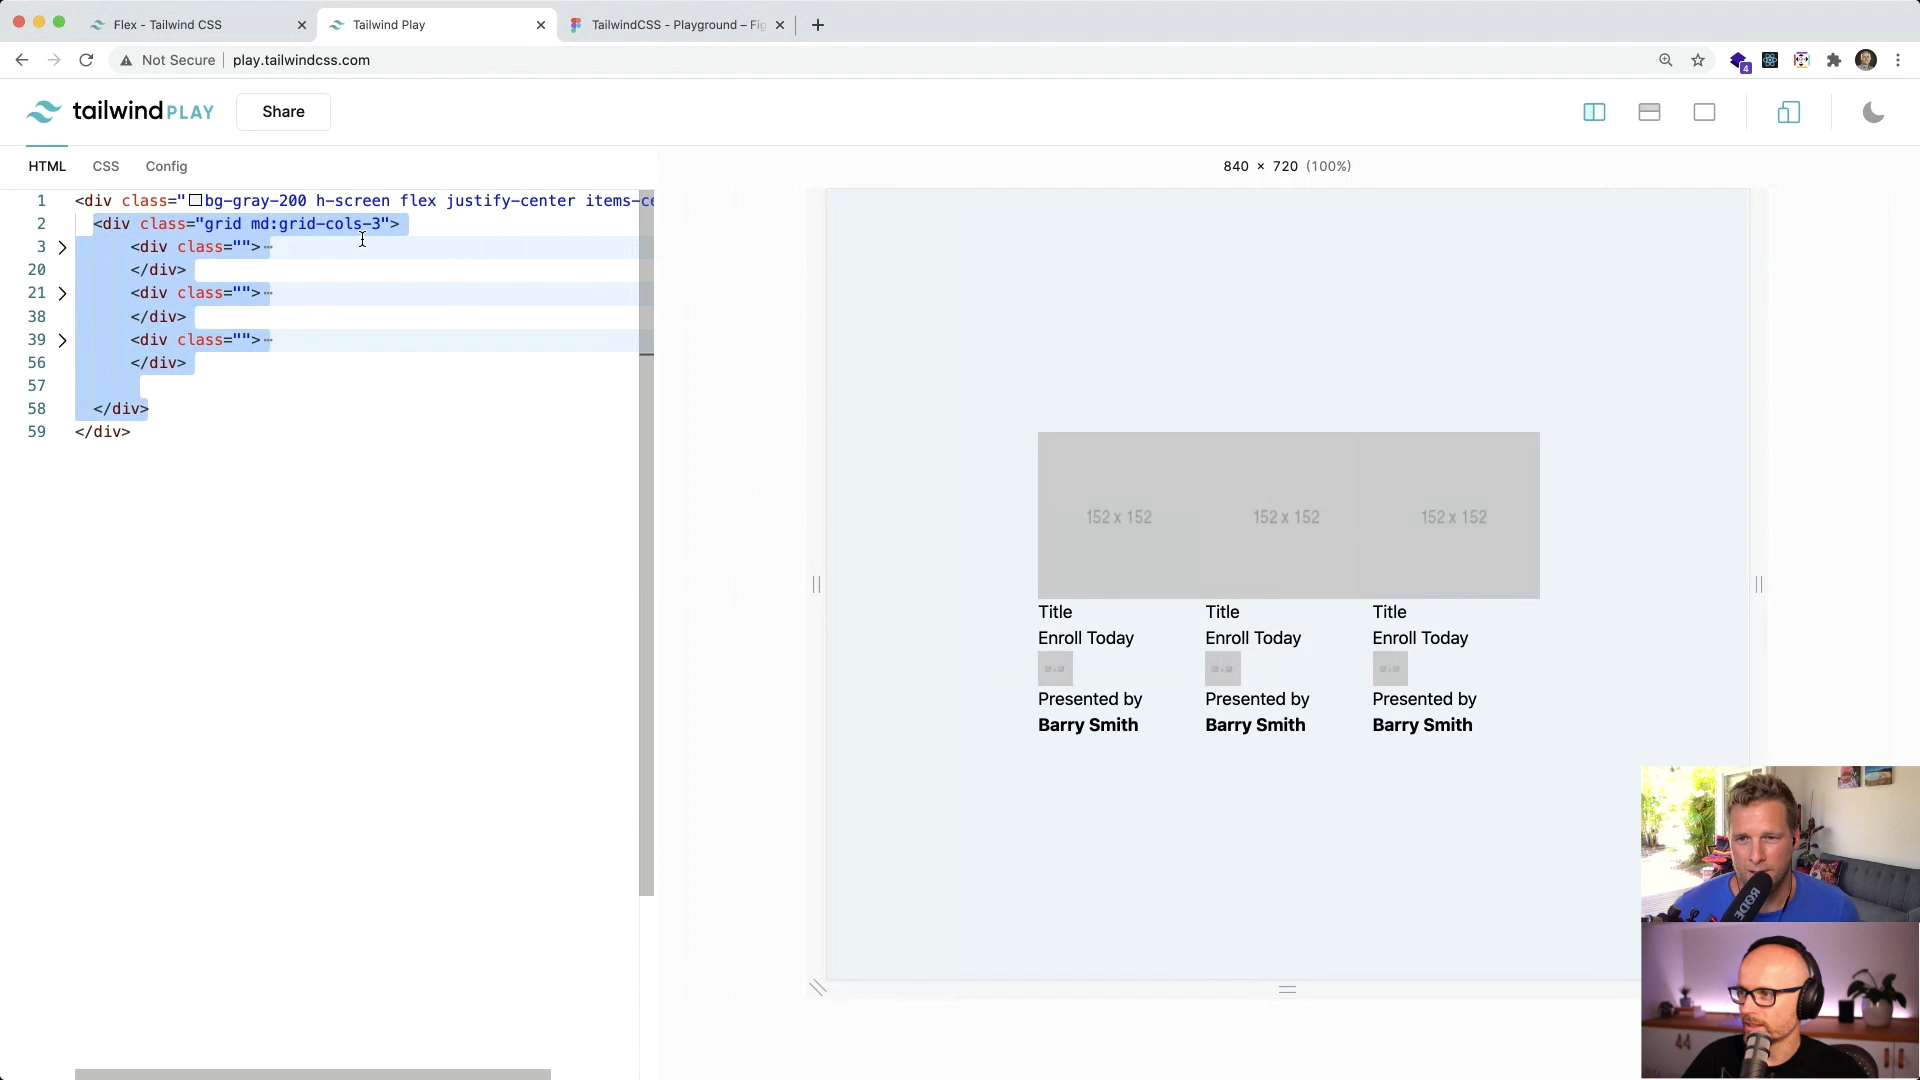 Flex - Tailwind CSS
Tailwind Play
TailwindCSS - Playground – Fig
Not Secure
play.tailwindcss.com
4
tailwind PLAY
Share
HTML
CSS
Config
840 × 720 (100%)
1 <div class="bg-gray-200 h-screen flex justify-center items-ce
2 <div class="grid md:grid-cols-3">
3 <div class="">
20 </div>
21 <div class="">
38 </div>
39 <div class="">
56 </div>
57
58 </div>
59 </div>
152 x 152
152 x 152
152 x 152
Title
Title
Title
Enroll Today
Enroll Today
Enroll Today
Presented by
Presented by
Presented by
Barry Smith
Barry Smith
Barry Smith
RØDE